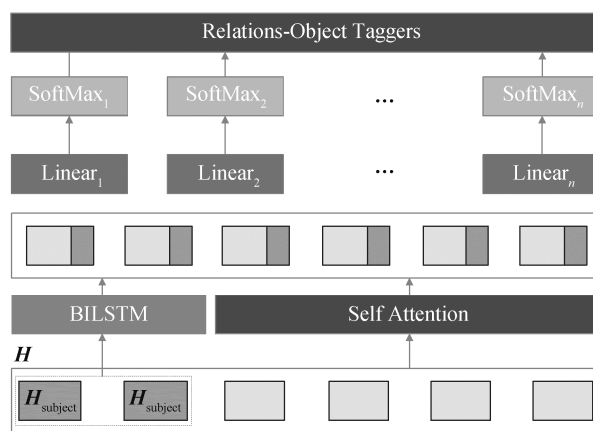 Relations-Object Taggers
SoftMax1 SoftMax2 ... SoftMaxn
Linear1 Linear2 ... Linearn
BILSTM Self Attention
H
Hsubject Hsubject